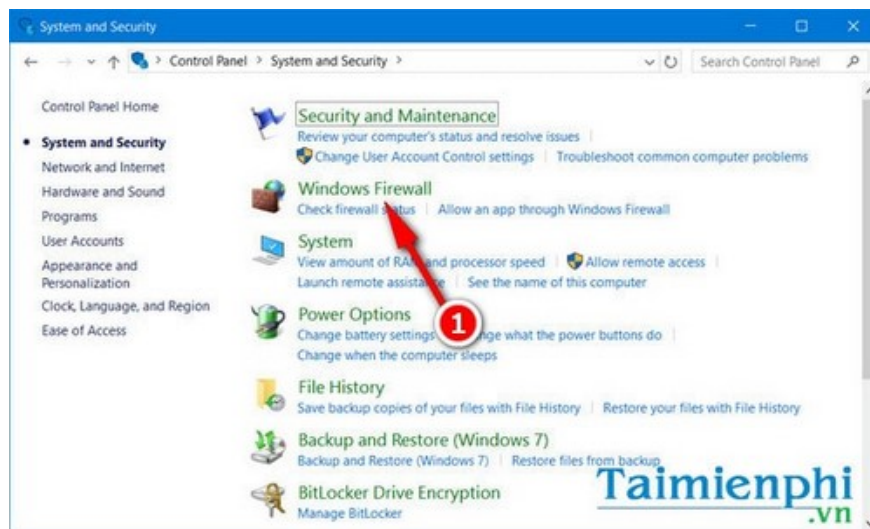 System and Security
Control Panel > System and Security >
Search Control Panel
Control Panel Home
System and Security
Network and Internet
Hardware and Sound
Programs
User Accounts
Appearance and
Personalization
Clock, Language, and Region
Ease of Access
Security and Maintenance
Review your computer's status and resolve issues
Change User Account Control settings
Troubleshoot common computer problems
Windows Firewall
Check firewall status
Allow an app through Windows Firewall
System
View amount of RAM and processor speed
Allow remote access
Launch remote assistance
See the name of this computer
Power Options
Change battery settings
Change what the power buttons do
Change when the computer sleeps
File History
Save backup copies of your files with File History
Restore your files with File History
Backup and Restore (Windows 7)
Backup and Restore (Windows 7)
Restore files from backup
BitLocker Drive Encryption
Manage BitLocker
1
Taimienphi
.vn